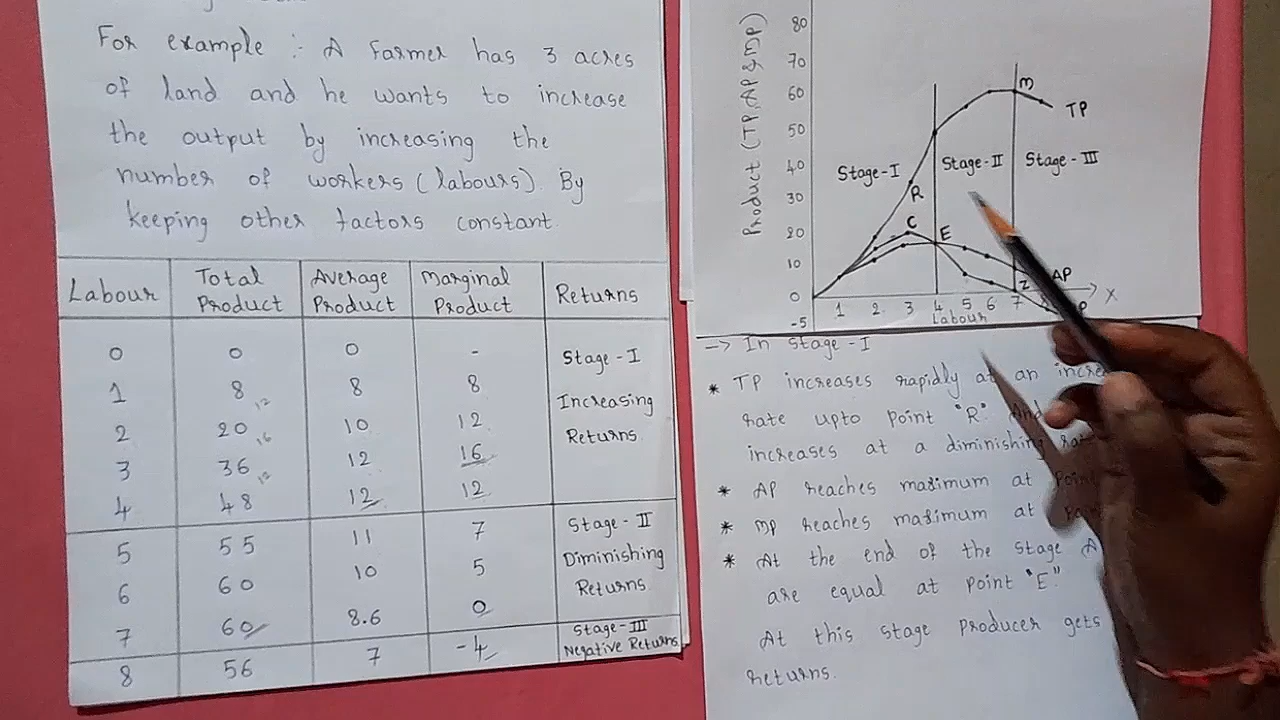 For example :- A farmer has 3 acres
of land and he wants to increase
the output by increasing the
number of workers (labours). By
keeping other factors constant.
Labour Total Product Average Product Marginal Product Returns
0 0 0 -
1 8 8 8
12
2 20 10 12
16
3 36 12 16
12
4 48 12 12
Stage-I
Increasing
Returns.
5 55 11 7
6 60 10 5
7 60 8.6 0
Stage-II
Diminishing
Returns
8 56 7 -4
Stage-III
Negative Returns
Product (TP, AP & MP)
80
70
60
50
40
30
20
10
0
-5
1 2 3 4 5 6 7
Labour
X
Stage-I
Stage-II
Stage-III
R
C
E
M
Z
TP
AP
-> In Stage-I
* TP increases rapidly at an
rate upto point "R".
increases at a diminishing
* AP reaches maximum at
* MP reaches maximum at
* At the end of the stage
are equal at point "E".
At this stage producer gets
returns.